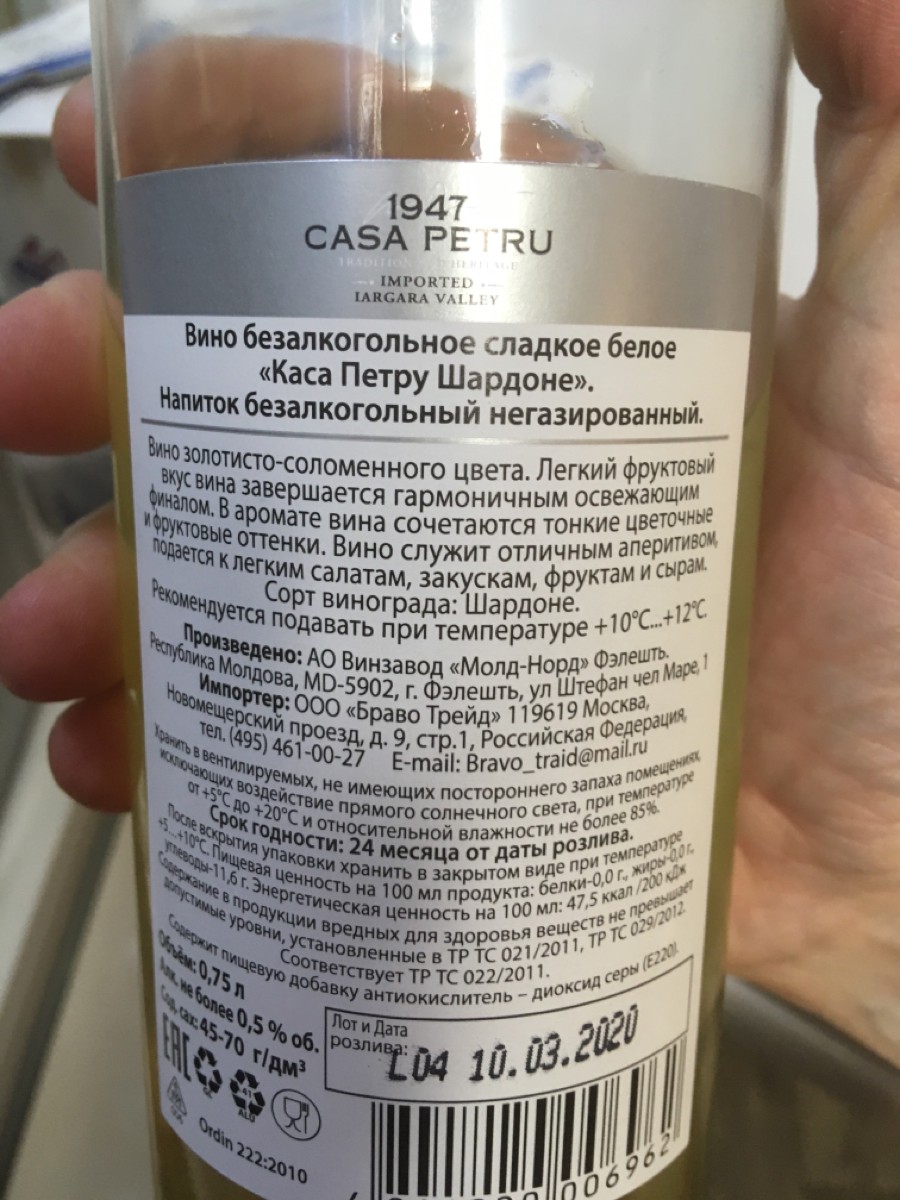 1947
CASA PETRU
TRADITION AND HERITAGE
IMPORTED
IARGARA VALLEY
Вино безалкогольное сладкое белое
«Каса Петру Шардоне».
Напиток безалкогольный негазированный.
Вино золотисто-соломенного цвета. Легкий фруктовый
вкус вина завершается гармоничным освежающим
финалом. В аромате вина сочетаются тонкие цветочные
и фруктовые оттенки. Вино служит отличным аперитивом,
подается к легким салатам, закускам, фруктам и сырам.
Сорт винограда: Шардоне.
Рекомендуется подавать при температуре +10°С...+12°С.
Произведено: АО Винзавод «Молд-Норд» Фэлешть.
Республика Молдова, MD-5902, г. Фэлешть, ул Штефан чел Маре, 1
Импортер: ООО «Браво Трейд» 119619 Москва,
Новомещерский проезд, д. 9, стр.1, Российская Федерация,
тел. (495) 461-00-27 E-mail: Bravo_traid@mail.ru
Хранить в вентилируемых, не имеющих постороннего запаха помещениях,
исключающих воздействие прямого солнечного света, при температуре
от +5°С до +20°С и относительной влажности не более 85%.
Срок годности: 24 месяца от даты розлива.
После вскрытия упаковки хранить в закрытом виде при температуре
+5...+10°С. Пищевая ценность на 100 мл продукта: белки-0,0 г., жиры-0,0 г.,
углеводы-11,6 г. Энергетическая ценность на 100 мл: 47,5 ккал /200 кДж
Содержание в продукции вредных для здоровья веществ не превышает
допустимые уровни, установленные в ТР ТС 021/2011, ТР ТС 029/2012.
Соответствует ТР ТС 022/2011.
Содержит пищевую добавку антиокислитель – диоксид серы (Е220).
Объём: 0,75 л
Алк. не более 0,5 % об.
Сод. сах: 45-70 г/дм³
Лот и Дата
розлива:
L04 10.03.2020
EAC
41
ALU
Ordin 222:2010
006962